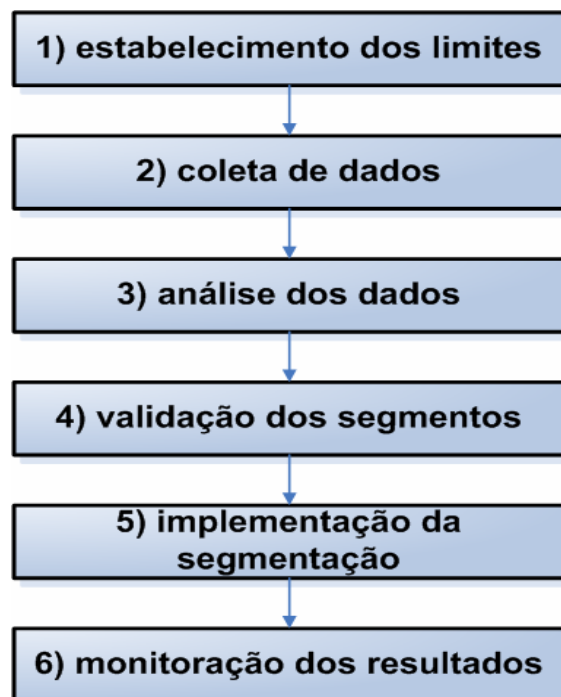 1) estabelecimento dos limites
2) coleta de dados
3) análise dos dados
4) validação dos segmentos
5) implementação da
segmentação
6) monitoração dos resultados